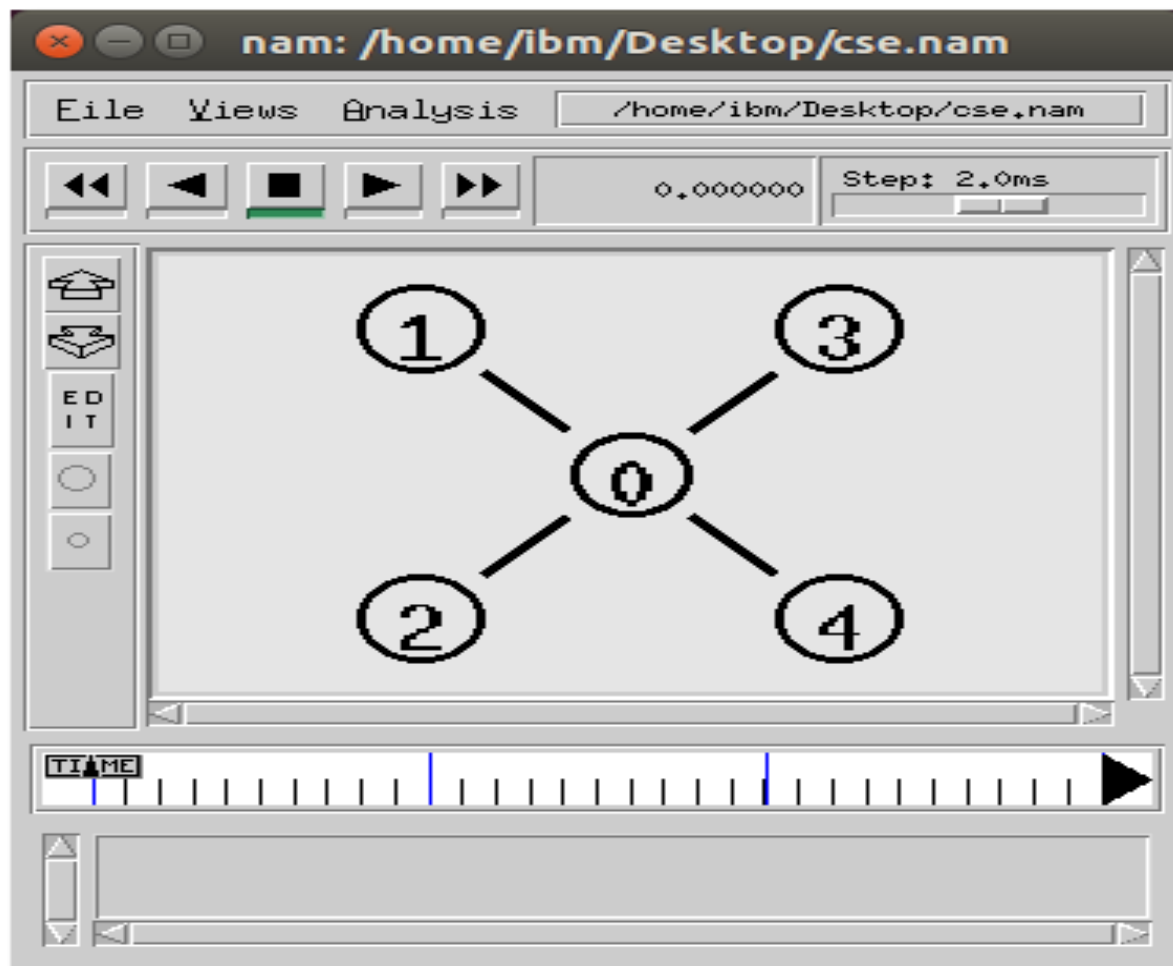 nam: /home/ibm/Desktop/cse.nam
File Views Analysis /home/ibm/Desktop/cse.nam
0.000000 Step: 2.0ms
ED
IT
1 3
0
2 4
TIME